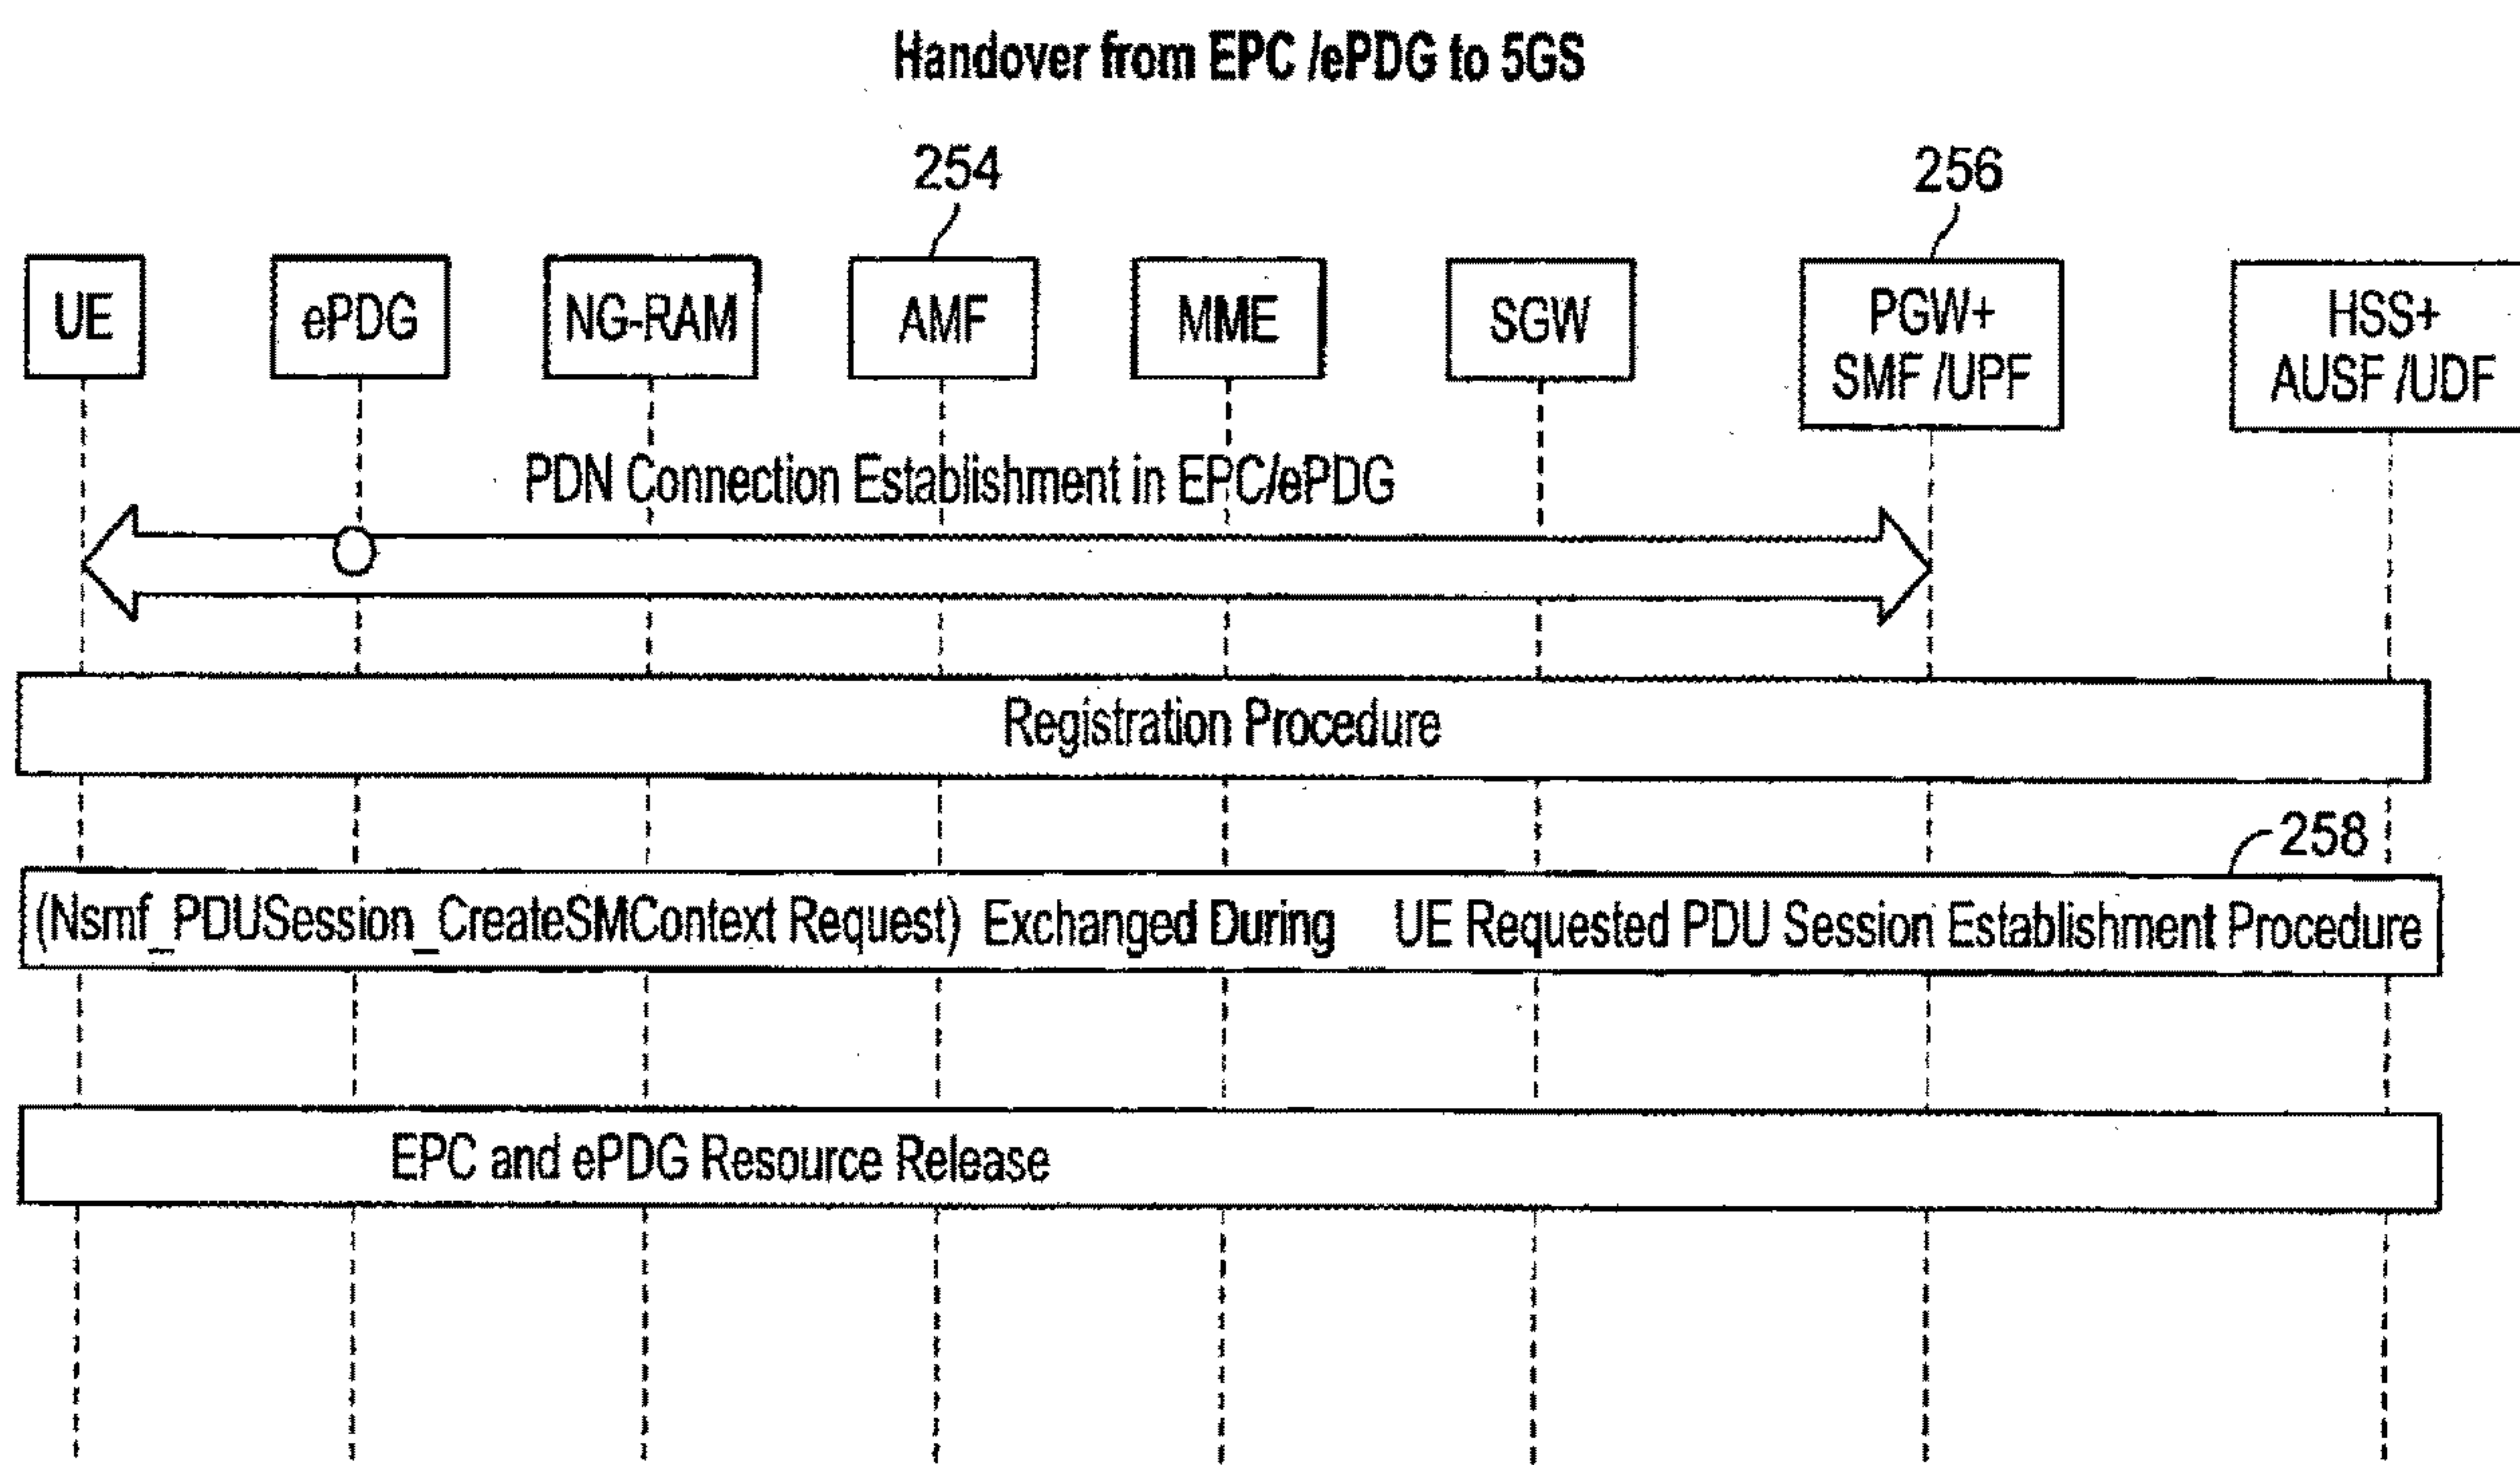 Handover from EPC /ePDG to 5GS
254
256
UE
ePDG
NG-RAM
AMF
MME
SGW
PGW+
SMF /UPF
HSS+
AUSF /UDF
PDN Connection Establishment in EPC/ePDG
Registration Procedure
258
(Nsmf_PDUSession_CreateSMContext Request) Exchanged During UE Requested PDU Session Establishment Procedure
EPC and ePDG Resource Release